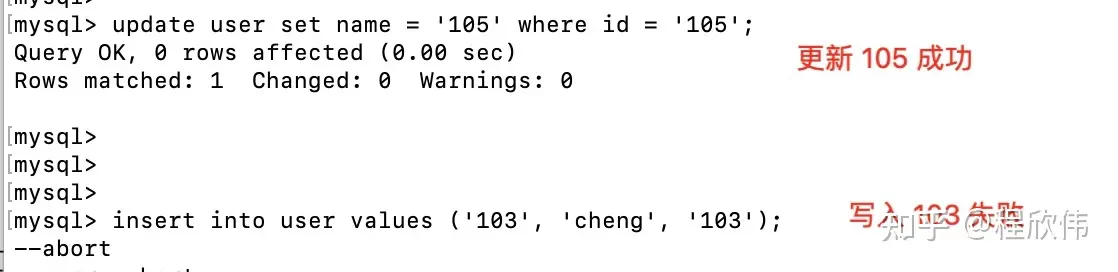 [mysql> update user set name = '105' where id = '105';
Query OK, 0 rows affected (0.00 sec)
更新 105 成功
Rows matched: 1  Changed: 0  Warnings: 0
[mysql>
[mysql>
[mysql>
[mysql> insert into user values ('103', 'cheng', '103');
写入 103 失败
知乎 @程欣伟
--abort